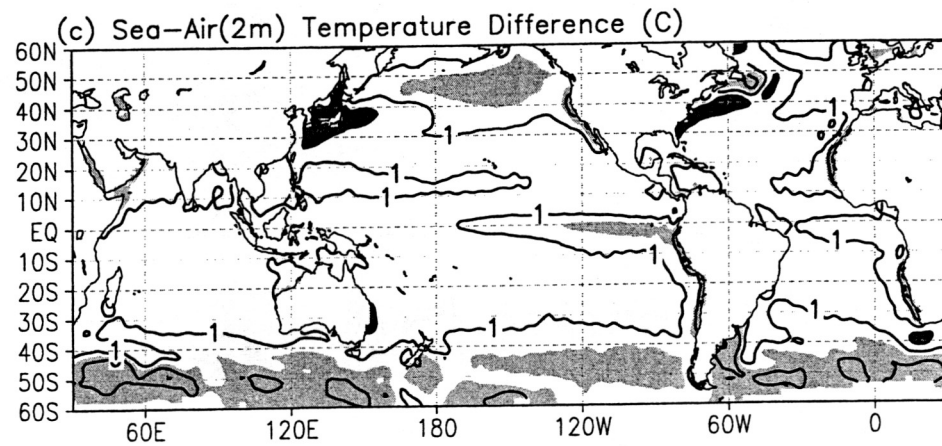 (c) Sea-Air(2m) Temperature Difference (C)
60N
50N
40N
30N
20N
10N
EQ
10S
20S
30S
40S
50S
60S
1
1
1
1
1
1
1
1
1
1
1
1
60E 120E 180 120W 60W 0